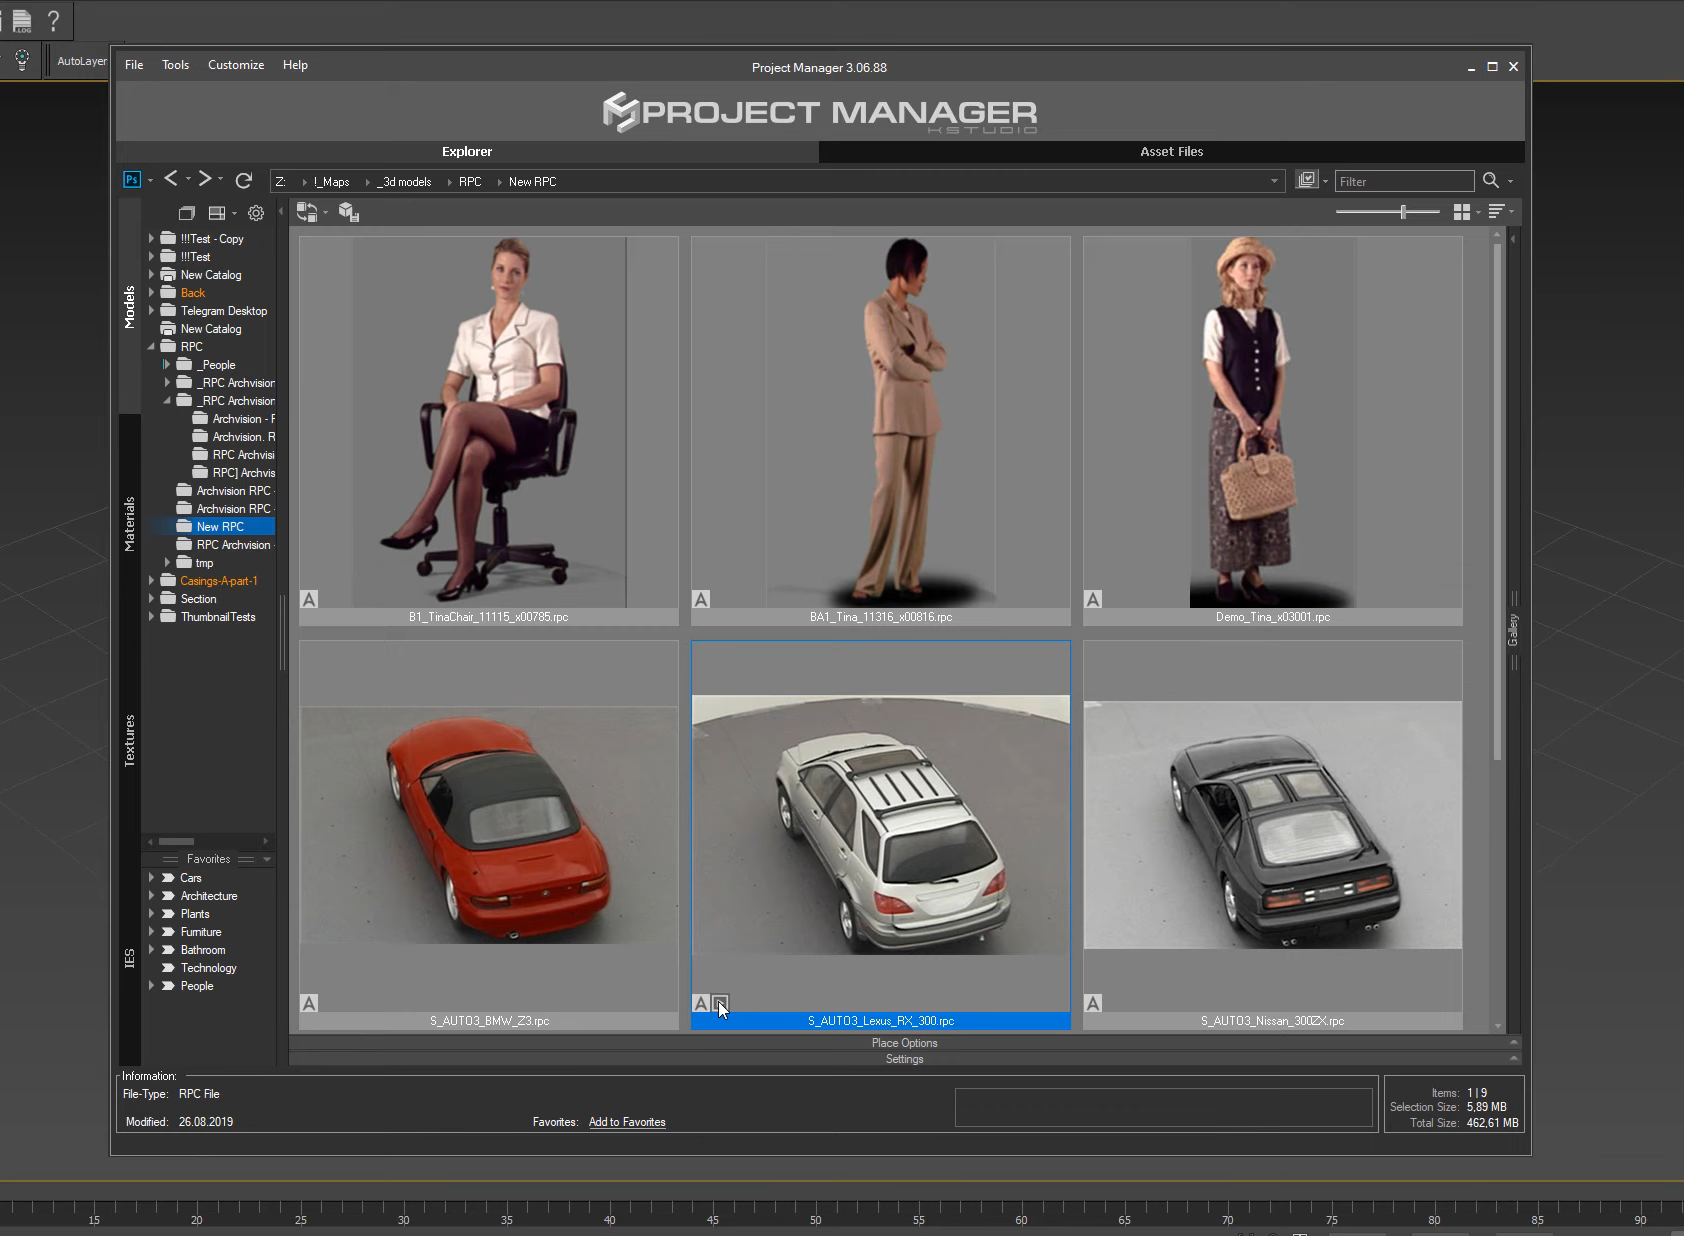 .LOG
?
AutoLayer
File Tools Customize Help
Project Manager 3.06.88
PROJECT MANAGER
KSTUDIO
Explorer
Asset Files
Ps
Z: !_Maps _3d models RPC New RPC
Filter
Models
Materials
Textures
IES
!!!Test - Copy
!!!Test
New Catalog
Back
Telegram Desktop
New Catalog
RPC
_People
_RPC Archvision
_RPC Archvision
Archvision - F
Archvision. R
RPC Archvisi
RPC] Archvis
Archvision RPC -
Archvision RPC -
New RPC
RPC Archvision -
tmp
Casings-A-part-1
Section
ThumbnailTests
Favorites
Cars
Architecture
Plants
Furniture
Bathroom
Technology
People
A
B1_TinaChair_11115_x00785.rpc
A
BA1_Tina_11316_x00816.rpc
A
Demo_Tina_x03001.rpc
A
S_AUTO3_BMW_Z3.rpc
A
S_AUTO3_Lexus_RX_300.rpc
A
S_AUTO3_Nissan_300ZX.rpc
Gallery
Place Options
Settings
Information:
File-Type: RPC File
Modified: 26.08.2019
Favorites: Add to Favorites
Items: 1 | 9
Selection Size: 5,89 MB
Total Size: 462,61 MB
15 20 25 30 35 40 45 50 55 60 65 70 75 80 85 90